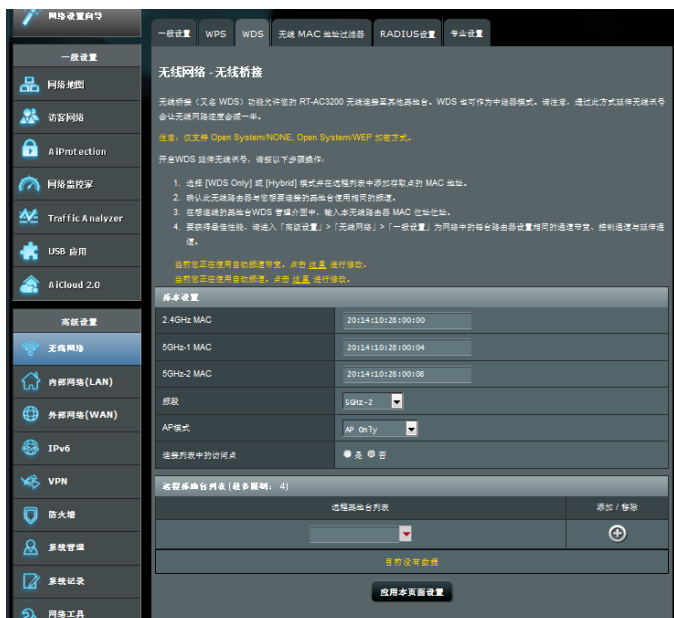 网络设置向导
一般设置
网络地图
访客网络
AiProtection
网络监控家
Traffic Analyzer
USB 应用
AiCloud 2.0
高级设置
无线网络
内部网络(LAN)
外部网络(WAN)
IPv6
VPN
防火墙
系统管理
系统记录
网络工具
一般设置 WPS WDS 无线 MAC 地址过滤器 RADIUS设置 专业设置
无线网络 - 无线桥接
无线桥接（又名 WDS）功能允许您的 RT-AC3200 无线连接至其他基地台。WDS 也可作为中继器模式。请注意，通过此方式延伸无线讯号
会让无线网路速度会减一半。
注意：仅支持 Open System/NONE, Open System/WEP 加密方式。
开启WDS 延伸无线讯号，请按以下步骤操作：
1. 选择 [WDS Only] 或 [Hybrid] 模式并在远程列表中添加存取点的 MAC 地址。
2. 确认此无线路由器与您想要连接的基地台使用相同的频道。
3. 在想连线的基地台WDS 管理介面中，输入本无线路由器 MAC 位址位址。
4. 要获得最佳性能，请进入「高级设置」>「无线网络」>「一般设置」为网络中的每台路由器设置相同的通道带宽、控制通道与延伸通
道。
当前您正在使用自动频道带宽。点击 这里 进行修改。
当前您正在使用自动频道。点击 这里 进行修改。
基本设置
2.4GHz MAC 20:14:10:28:00:00
5GHz-1 MAC 20:14:10:28:00:04
5GHz-2 MAC 20:14:10:28:00:08
频段 5GHz-2
AP模式 AP Only
连接列表中的访问点 是 否
远程基地台列表(最多限制: 4)
远程基地台列表 添加 / 移除
目前没有数据
应用本页面设置